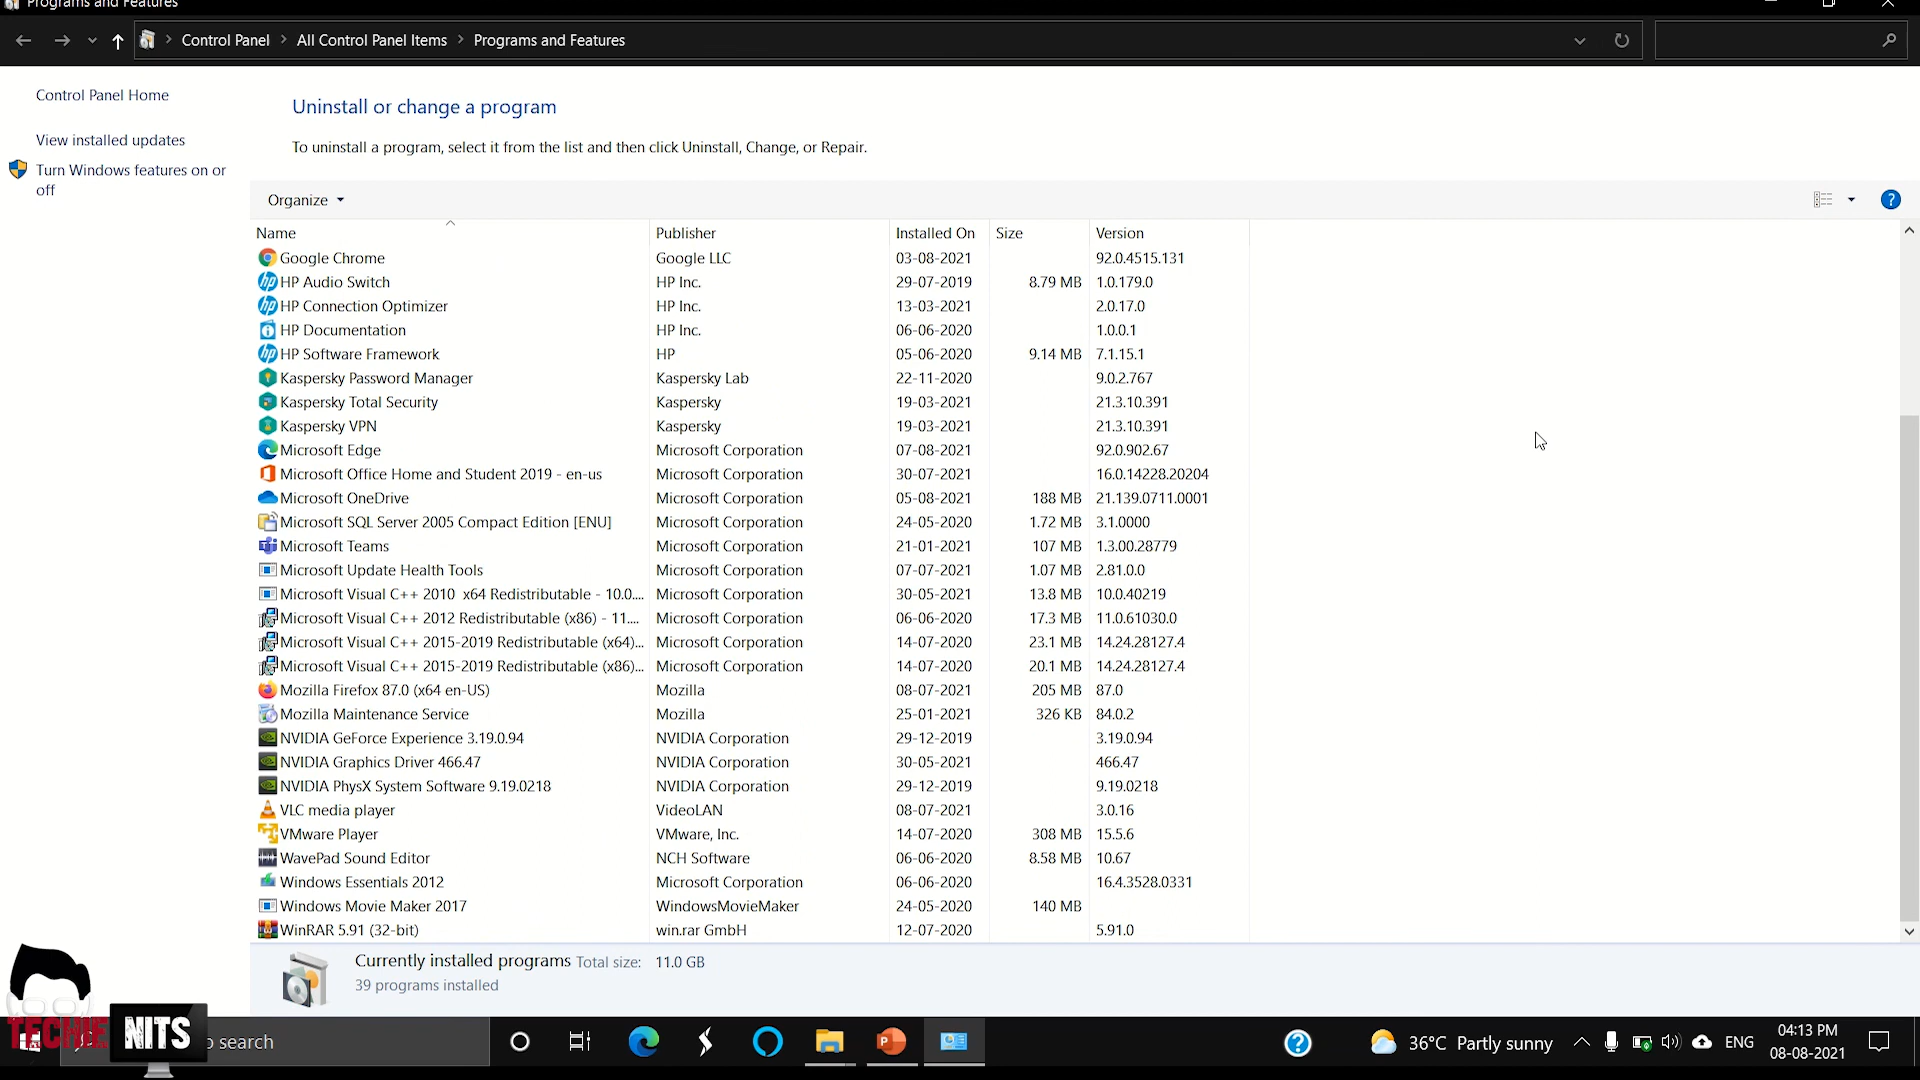 Programs and Features
Control Panel > All Control Panel Items > Programs and Features
Control Panel Home
View installed updates
Turn Windows features on or
off
Uninstall or change a program
To uninstall a program, select it from the list and then click Uninstall, Change, or Repair.
Organize
Name Publisher Installed On Size Version
Google Chrome Google LLC 03-08-2021 92.0.4515.131
HP Audio Switch HP Inc. 29-07-2019 8.79 MB 1.0.179.0
HP Connection Optimizer HP Inc. 13-03-2021 2.0.17.0
HP Documentation HP Inc. 06-06-2020 1.0.0.1
HP Software Framework HP 05-06-2020 9.14 MB 7.1.15.1
Kaspersky Password Manager Kaspersky Lab 22-11-2020 9.0.2.767
Kaspersky Total Security Kaspersky 19-03-2021 21.3.10.391
Kaspersky VPN Kaspersky 19-03-2021 21.3.10.391
Microsoft Edge Microsoft Corporation 07-08-2021 92.0.902.67
Microsoft Office Home and Student 2019 - en-us Microsoft Corporation 30-07-2021 16.0.14228.20204
Microsoft OneDrive Microsoft Corporation 05-08-2021 188 MB 21.139.0711.0001
Microsoft SQL Server 2005 Compact Edition [ENU] Microsoft Corporation 24-05-2020 1.72 MB 3.1.0000
Microsoft Teams Microsoft Corporation 21-01-2021 107 MB 1.3.00.28779
Microsoft Update Health Tools Microsoft Corporation 07-07-2021 1.07 MB 2.81.0.0
Microsoft Visual C++ 2010 x64 Redistributable - 10.0.... Microsoft Corporation 30-05-2021 13.8 MB 10.0.40219
Microsoft Visual C++ 2012 Redistributable (x86) - 11.... Microsoft Corporation 06-06-2020 17.3 MB 11.0.61030.0
Microsoft Visual C++ 2015-2019 Redistributable (x64)... Microsoft Corporation 14-07-2020 23.1 MB 14.24.28127.4
Microsoft Visual C++ 2015-2019 Redistributable (x86)... Microsoft Corporation 14-07-2020 20.1 MB 14.24.28127.4
Mozilla Firefox 87.0 (x64 en-US) Mozilla 08-07-2021 205 MB 87.0
Mozilla Maintenance Service Mozilla 25-01-2021 326 KB 84.0.2
NVIDIA GeForce Experience 3.19.0.94 NVIDIA Corporation 29-12-2019 3.19.0.94
NVIDIA Graphics Driver 466.47 NVIDIA Corporation 30-05-2021 466.47
NVIDIA PhysX System Software 9.19.0218 NVIDIA Corporation 29-12-2019 9.19.0218
VLC media player VideoLAN 08-07-2021 3.0.16
VMware Player VMware, Inc. 14-07-2020 308 MB 15.5.6
WavePad Sound Editor NCH Software 06-06-2020 8.58 MB 10.67
Windows Essentials 2012 Microsoft Corporation 06-06-2020 16.4.3528.0331
Windows Movie Maker 2017 WindowsMovieMaker 24-05-2020 140 MB
WinRAR 5.91 (32-bit) win.rar GmbH 12-07-2020 5.91.0
Currently installed programs Total size: 11.0 GB
39 programs installed
TECHIE NITS
o search
36°C Partly sunny ENG 04:13 PM
08-08-2021